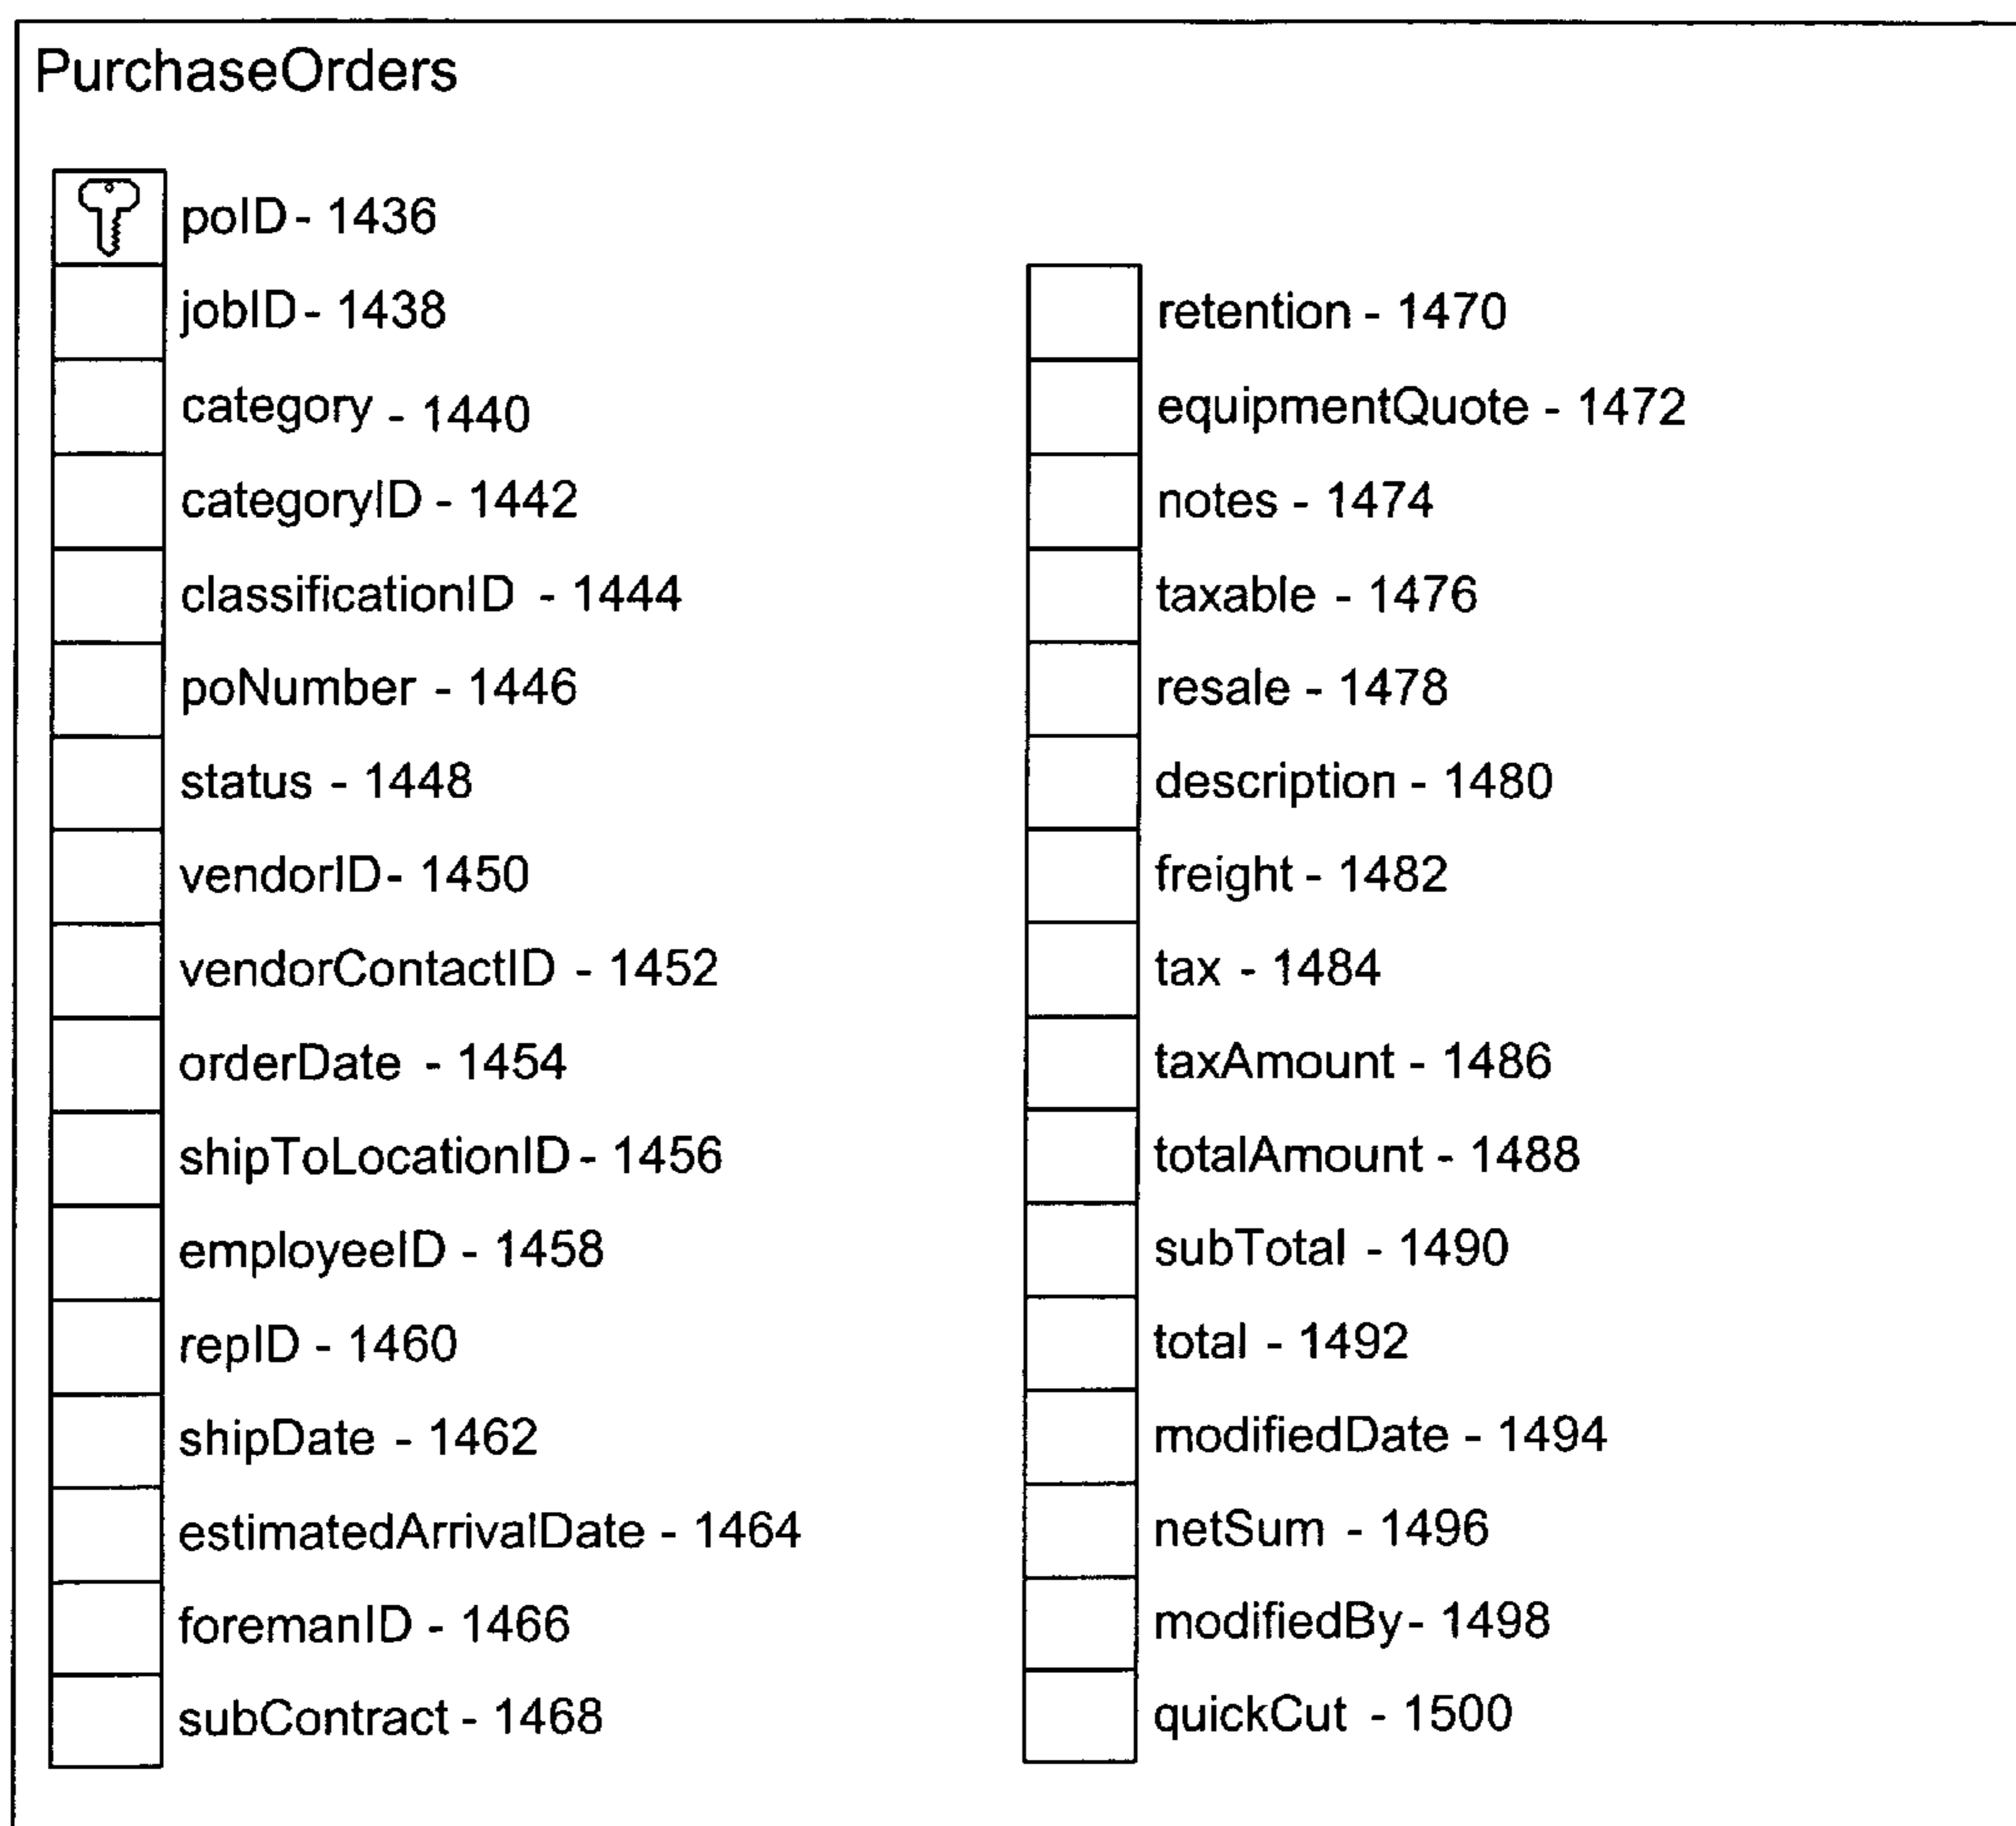 PurchaseOrders
poID - 1436
jobID - 1438
category - 1440
categoryID - 1442
classificationID - 1444
poNumber - 1446
status - 1448
vendorID - 1450
vendorContactID - 1452
orderDate - 1454
shipToLocationID - 1456
employeeID - 1458
repID - 1460
shipDate - 1462
estimatedArrivalDate - 1464
foremanID - 1466
subContract - 1468
retention - 1470
equipmentQuote - 1472
notes - 1474
taxable - 1476
resale - 1478
description - 1480
freight - 1482
tax - 1484
taxAmount - 1486
totalAmount - 1488
subTotal - 1490
total - 1492
modifiedDate - 1494
netSum - 1496
modifiedBy - 1498
quickCut - 1500